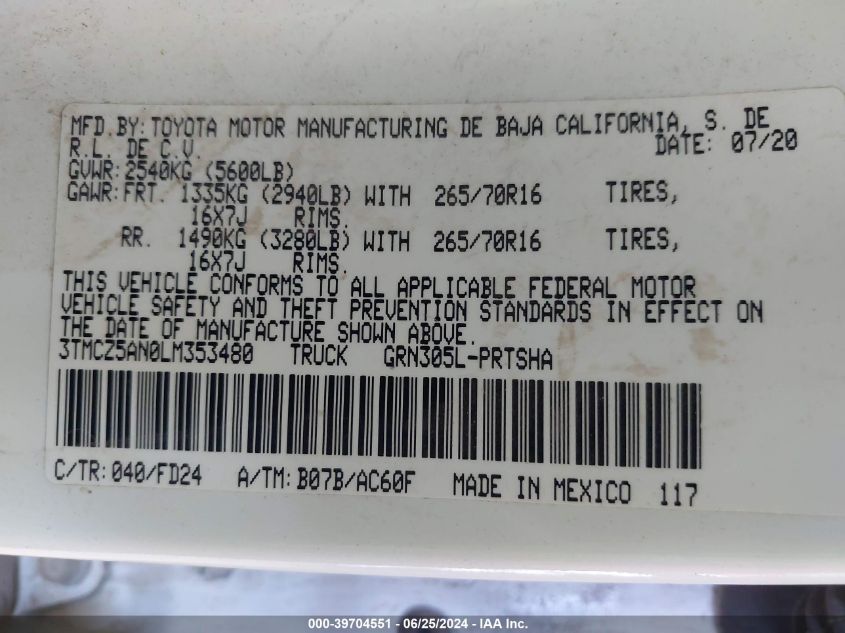 MFD.BY:TOYOTA MOTOR MANUFACTURING DE BAJA CALIFORNIA, S. DE
R.L. DE C.V. DATE: 07/20
GVWR:2540KG (5600LB)
GAWR:FRT. 1335KG (2940LB) WITH 265/70R16 TIRES,
16X7J RIMS.
RR. 1490KG (3280LB) WITH 265/70R16 TIRES,
16X7J RIMS.
THIS VEHICLE CONFORMS TO ALL APPLICABLE FEDERAL MOTOR
VEHICLE SAFETY AND THEFT PREVENTION STANDARDS IN EFFECT ON
THE DATE OF MANUFACTURE SHOWN ABOVE.
3TMCZ5AN0LM353480 TRUCK GRN305L-PRTSHA
C/TR:040/FD24 A/TM:B07B/AC60F MADE IN MEXICO 117
000-39704551 - 06/25/2024 - IAA Inc.